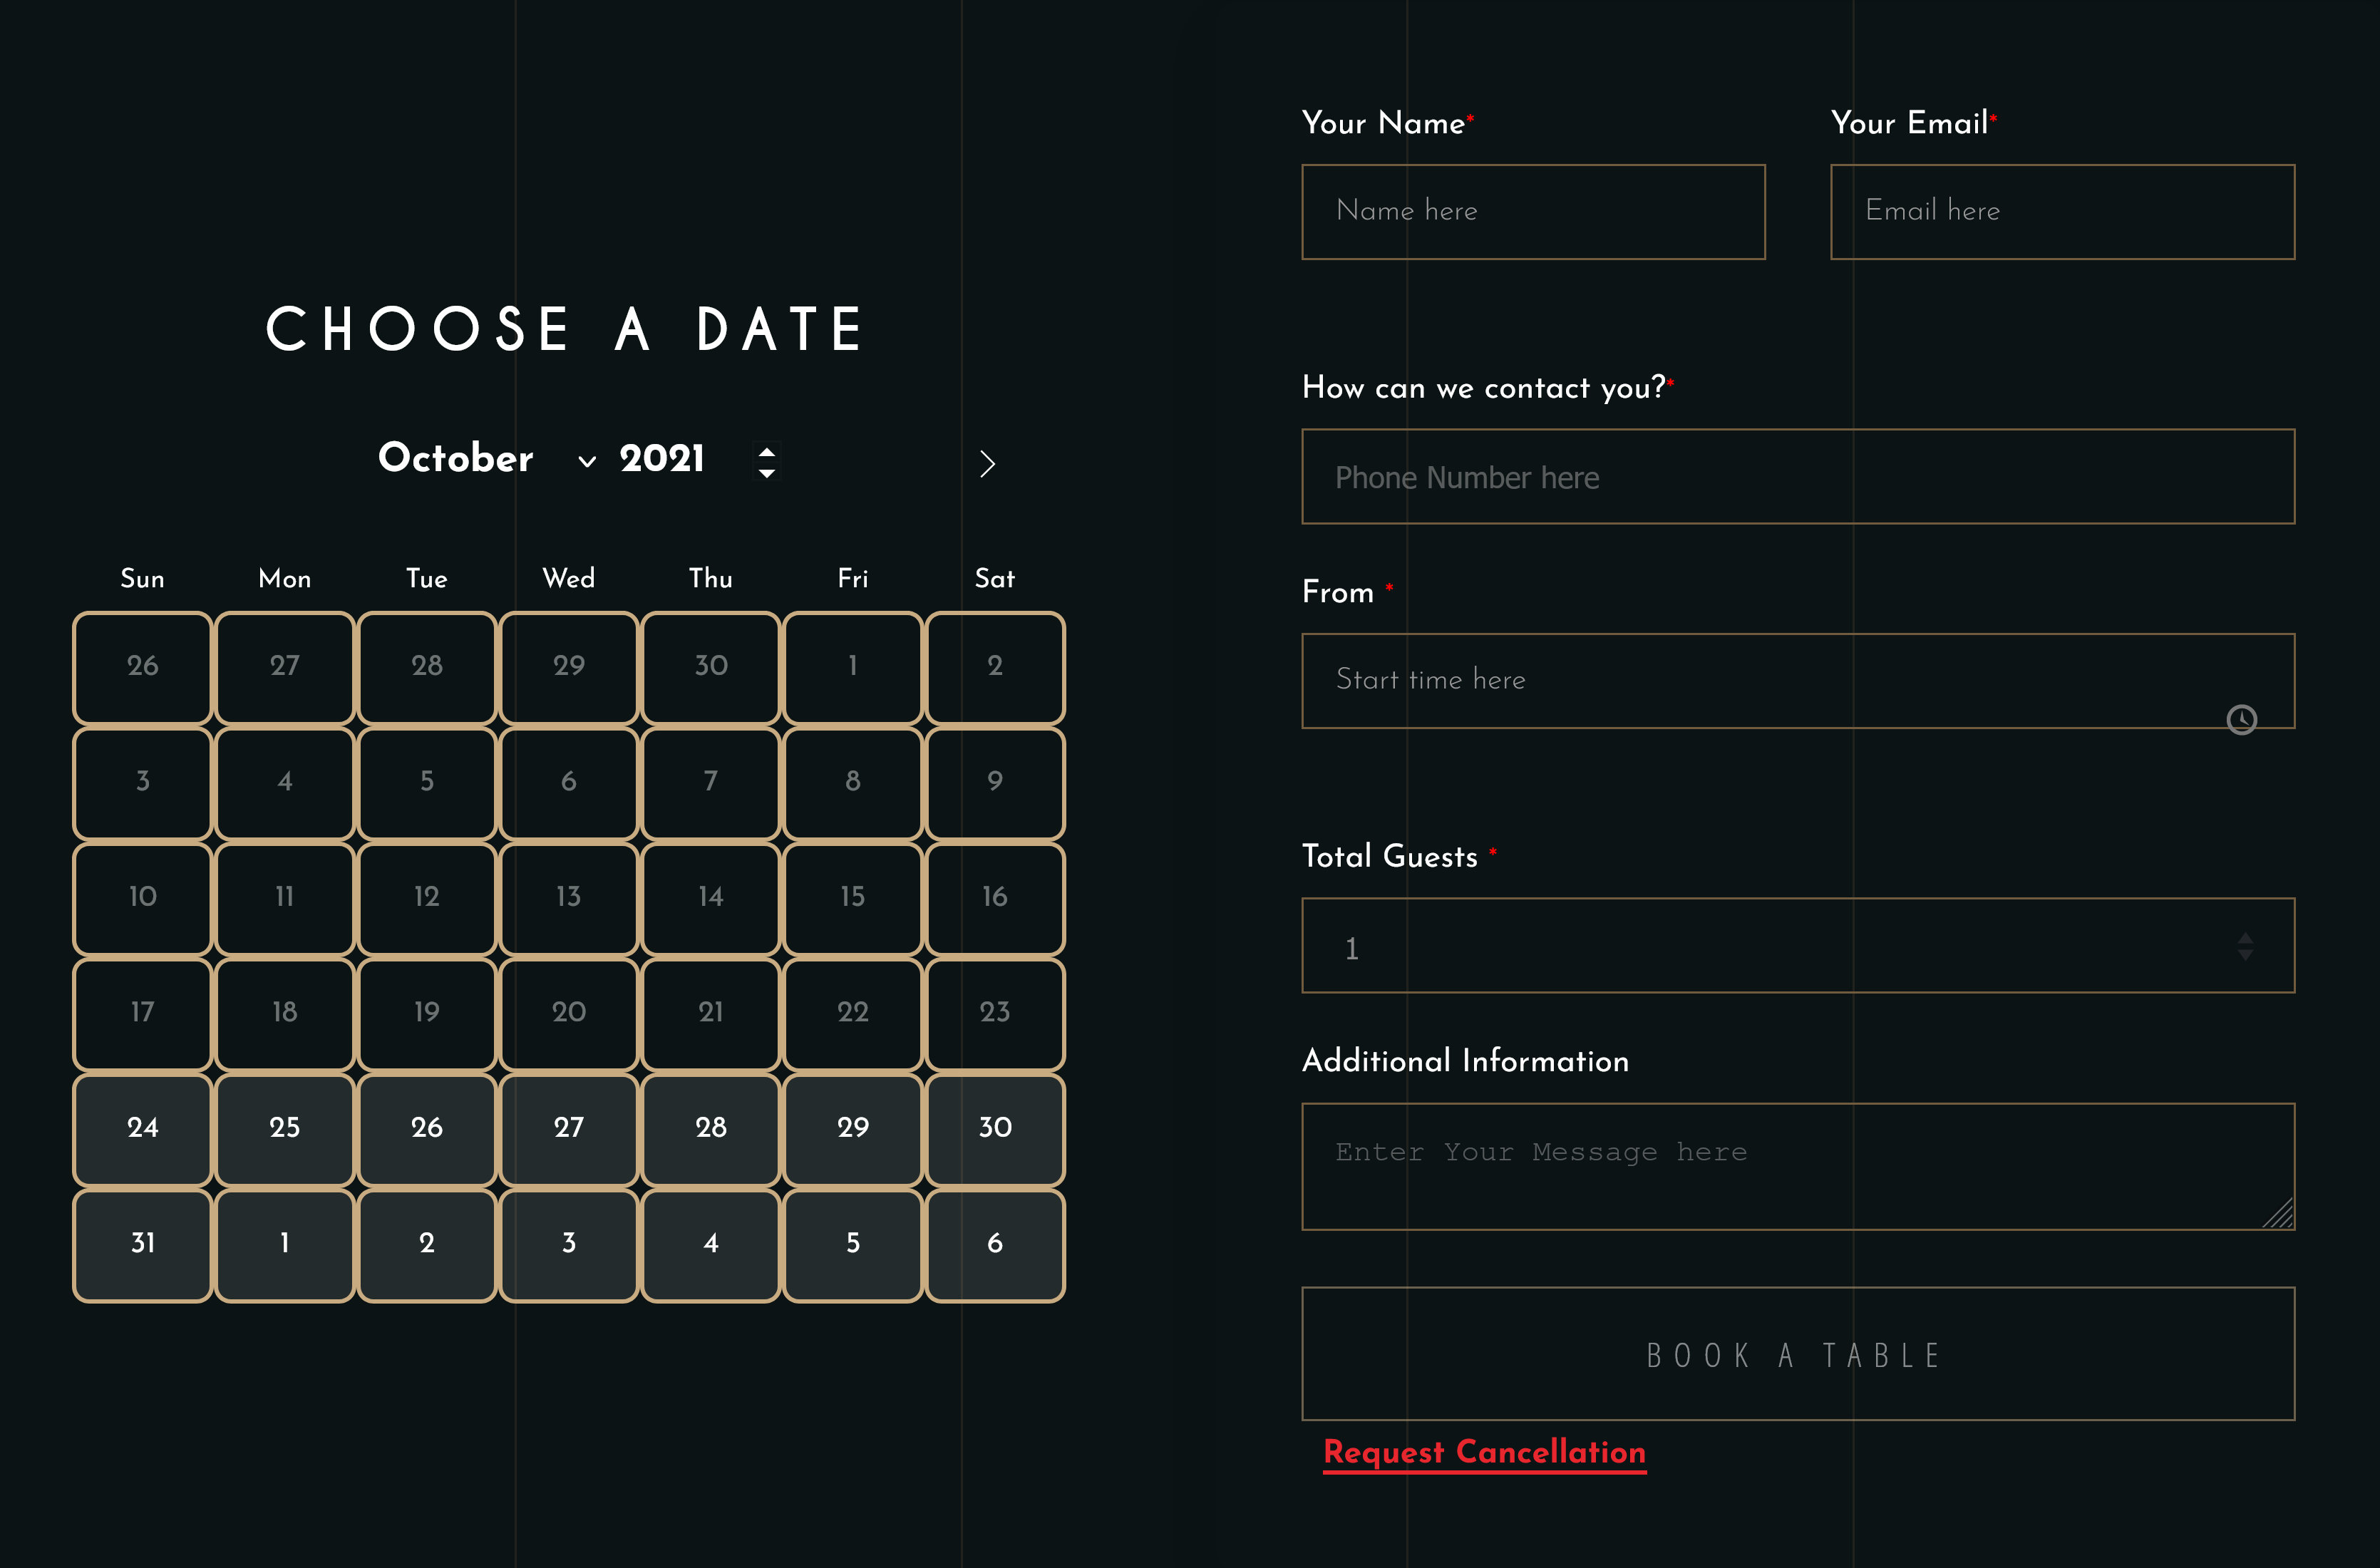 CHOOSE A DATE
October 2021
Sun Mon Tue Wed Thu Fri Sat
26 27 28 29 30 1 2
3 4 5 6 7 8 9
10 11 12 13 14 15 16
17 18 19 20 21 22 23
24 25 26 27 28 29 30
31 1 2 3 4 5 6
Your Name* Your Email*
Name here Email here
How can we contact you?*
Phone Number here
From *
Start time here
Total Guests *
1
Additional Information
Enter Your Message here
BOOK A TABLE
Request Cancellation